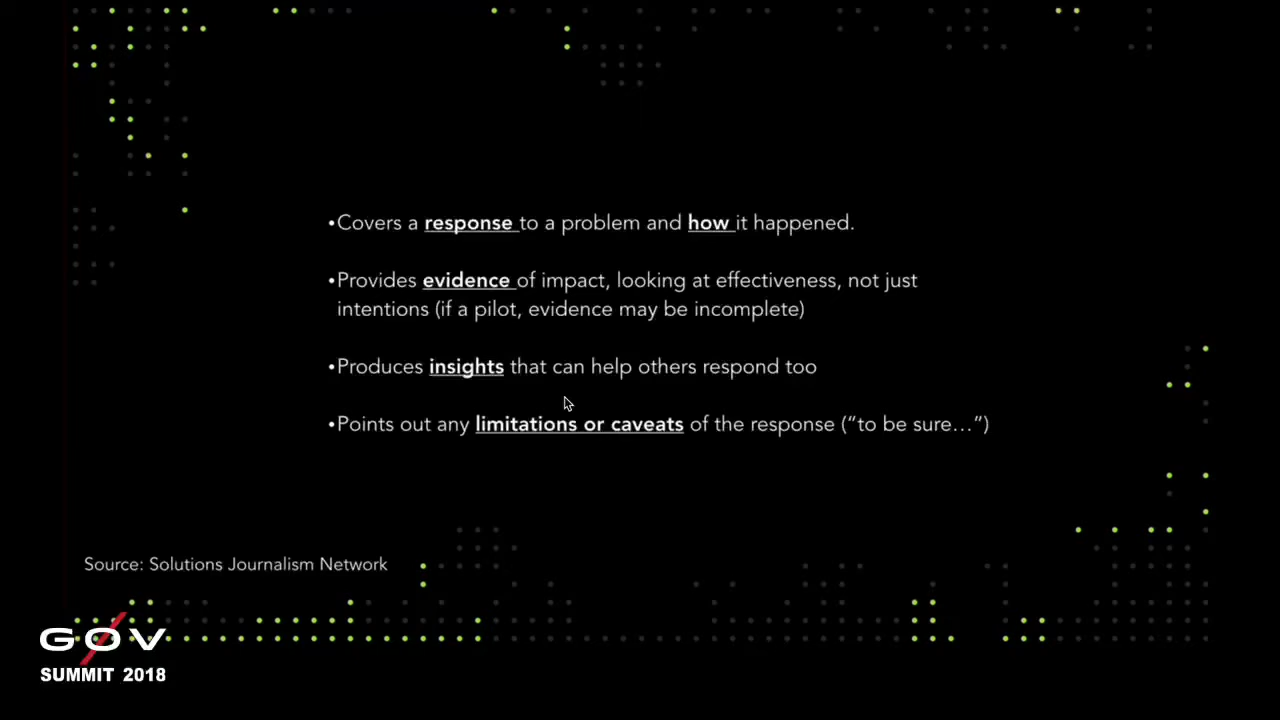 •Covers a response to a problem and how it happened.
•Provides evidence of impact, looking at effectiveness, not just
intentions (if a pilot, evidence may be incomplete)
•Produces insights that can help others respond too
•Points out any limitations or caveats of the response (“to be sure…”)
Source: Solutions Journalism Network
G0V
SUMMIT 2018